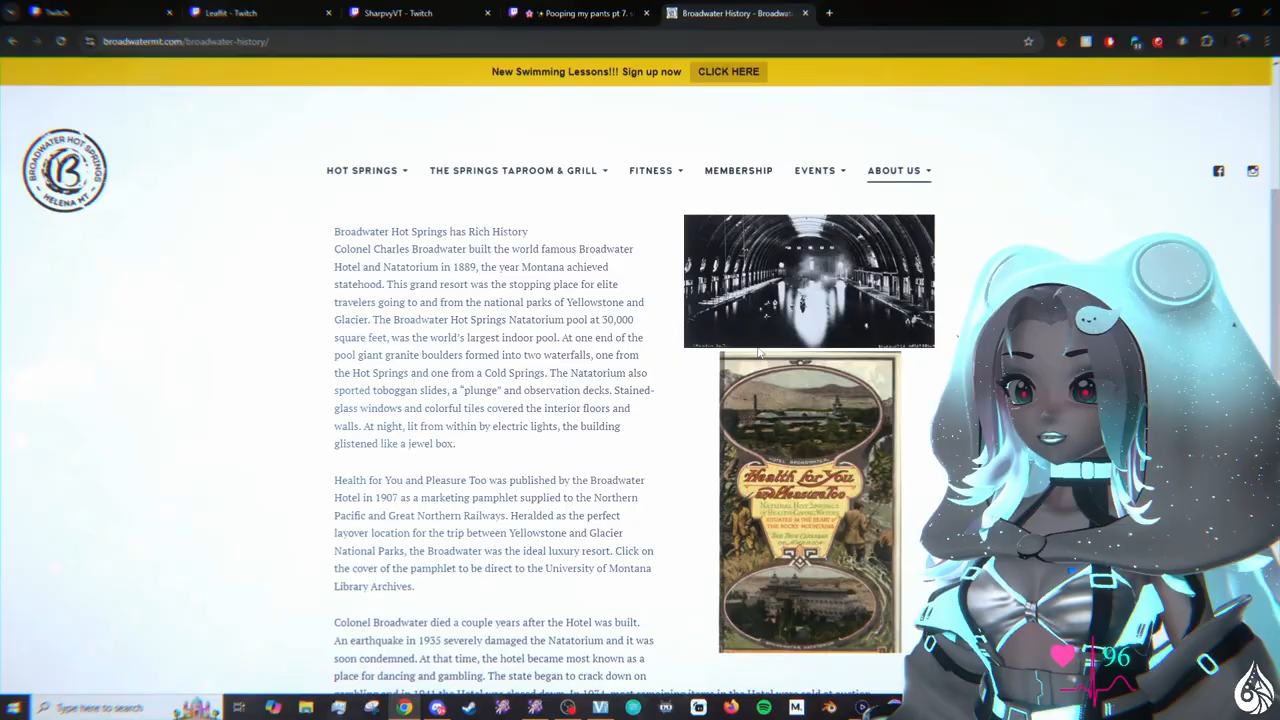 Twitch
Leaflit - Twitch
SharpyVT - Twitch
Pooping my pants pt 7. s
Broadwater History - Broadwat
broadwatermt.com/broadwater-history/
New Swimming Lessons!!! Sign up now CLICK HERE
BROADWATER HOT SPRINGS
B
HELENA MT
HOT SPRINGS
THE SPRINGS TAPROOM & GRILL
FITNESS
MEMBERSHIP
EVENTS
ABOUT US
Broadwater Hot Springs has Rich History
Colonel Charles Broadwater built the world famous Broadwater
Hotel and Natatorium in 1889, the year Montana achieved
statehood. This grand resort was the stopping place for elite
travelers going to and from the national parks of Yellowstone and
Glacier. The Broadwater Hot Springs Natatorium pool at 30,000
square feet, was the world's largest indoor pool. At one end of the
pool giant granite boulders formed into two waterfalls, one from
the Hot Springs and one from a Cold Springs. The Natatorium also
sported toboggan slides, a "plunge" and observation decks. Stained-
glass windows and colorful tiles covered the interior floors and
walls. At night, lit from within by electric lights, the building
glistened like a jewel box.
Health for You and Pleasure Too was published by the Broadwater
Hotel in 1907 as a marketing pamphlet supplied to the Northern
Pacific and Great Northern Railways. Heralded as the perfect
layover location for the trip between Yellowstone and Glacier
National Parks, the Broadwater was the ideal luxury resort. Click on
the cover of the pamphlet to be direct to the University of Montana
Library Archives.
Colonel Broadwater died a couple years after the Hotel was built.
An earthquake in 1935 severely damaged the Natatorium and it was
soon condemned. At that time, the hotel became most known as a
place for dancing and gambling. The state began to crack down on
gambling and in 1941 the Hotel was closed down. In 1974, most remaining items in the Hotel were sold at auction
HOTEL BROADWATER
Health for You
and Pleasure Too
NATURAL HOT SPRINGS
SITUATED IN THE HEART OF
THE ROCKY MOUNTAINS
96
Type here to search